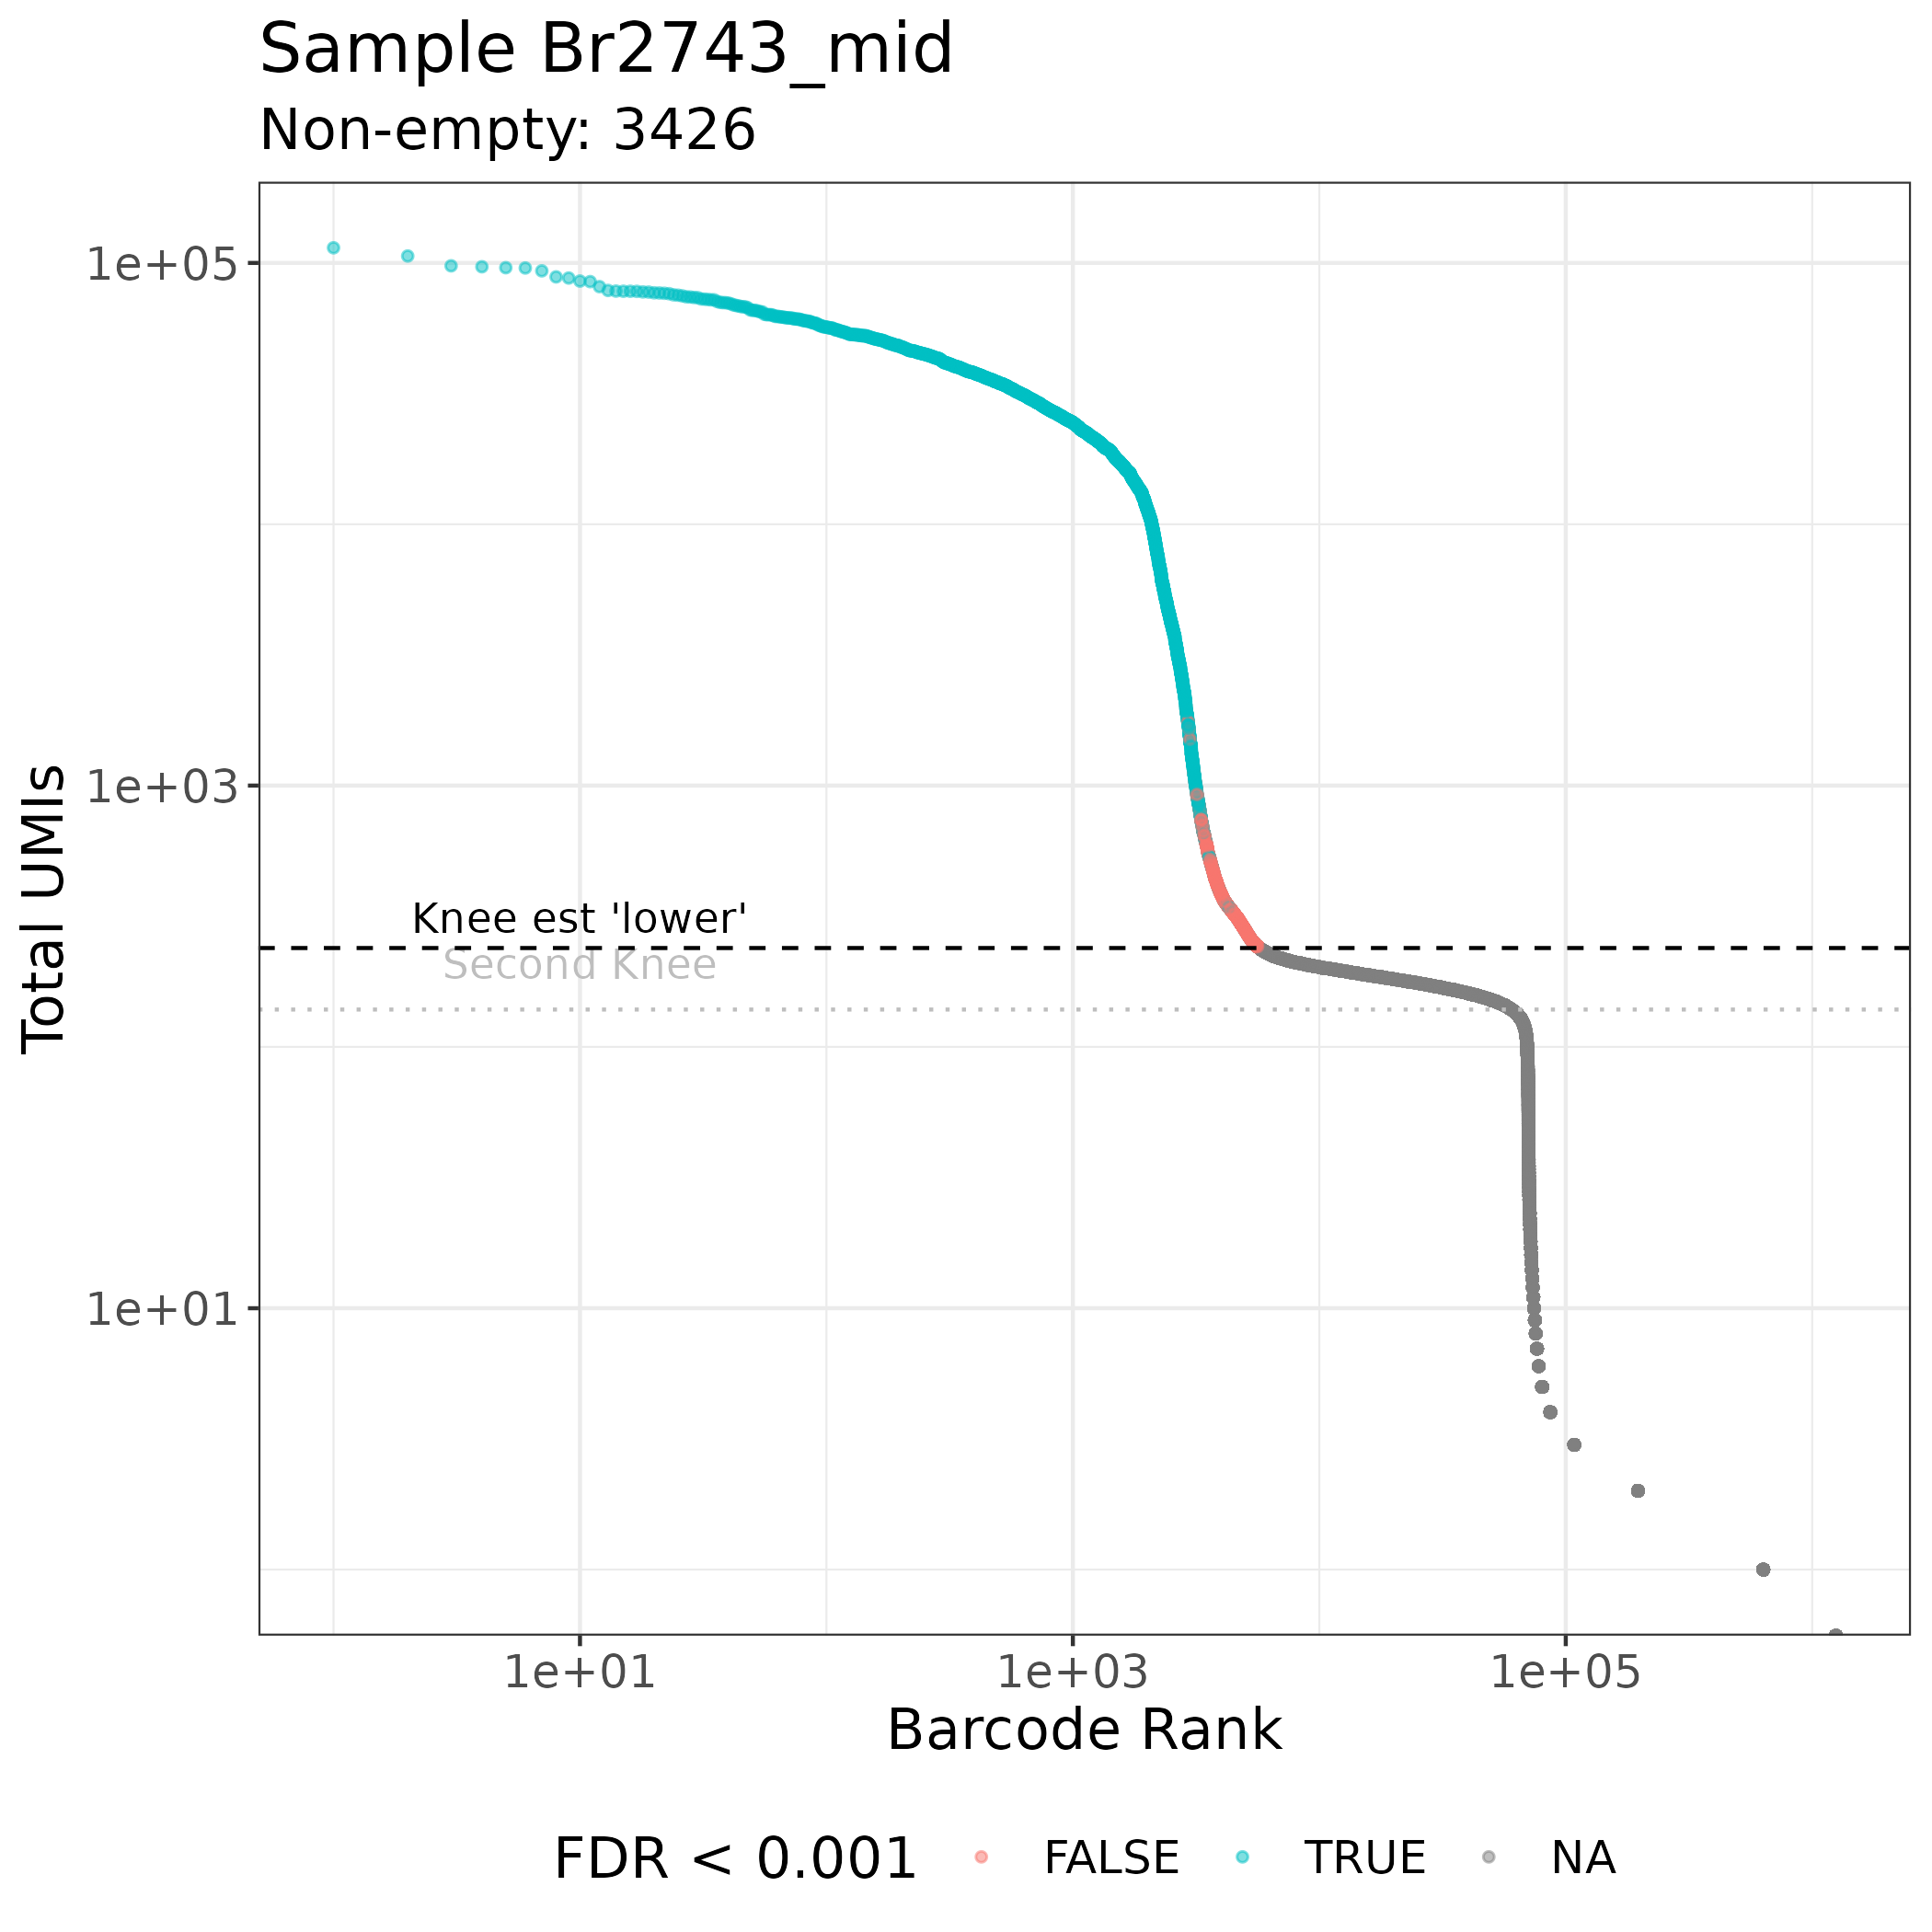 Sample Br2743_mid
Non-empty: 3426
1e+05
1e+03
1e+01
Total UMIs
Knee est 'lower'
Second Knee
1e+01 1e+03 1e+05
Barcode Rank
FDR < 0.001 FALSE TRUE NA